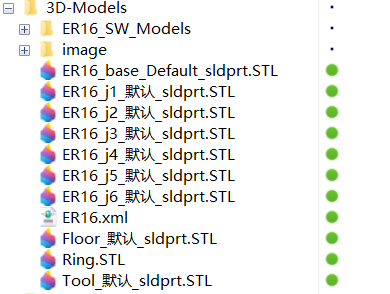 3D-Models
ER16_SW_Models
image
ER16_base_Default_sldprt.STL
ER16_j1_默认_sldprt.STL
ER16_j2_默认_sldprt.STL
ER16_j3_默认_sldprt.STL
ER16_j4_默认_sldprt.STL
ER16_j5_默认_sldprt.STL
ER16_j6_默认_sldprt.STL
ER16.xml
Floor_默认_sldprt.STL
Ring.STL
Tool_默认_sldprt.STL